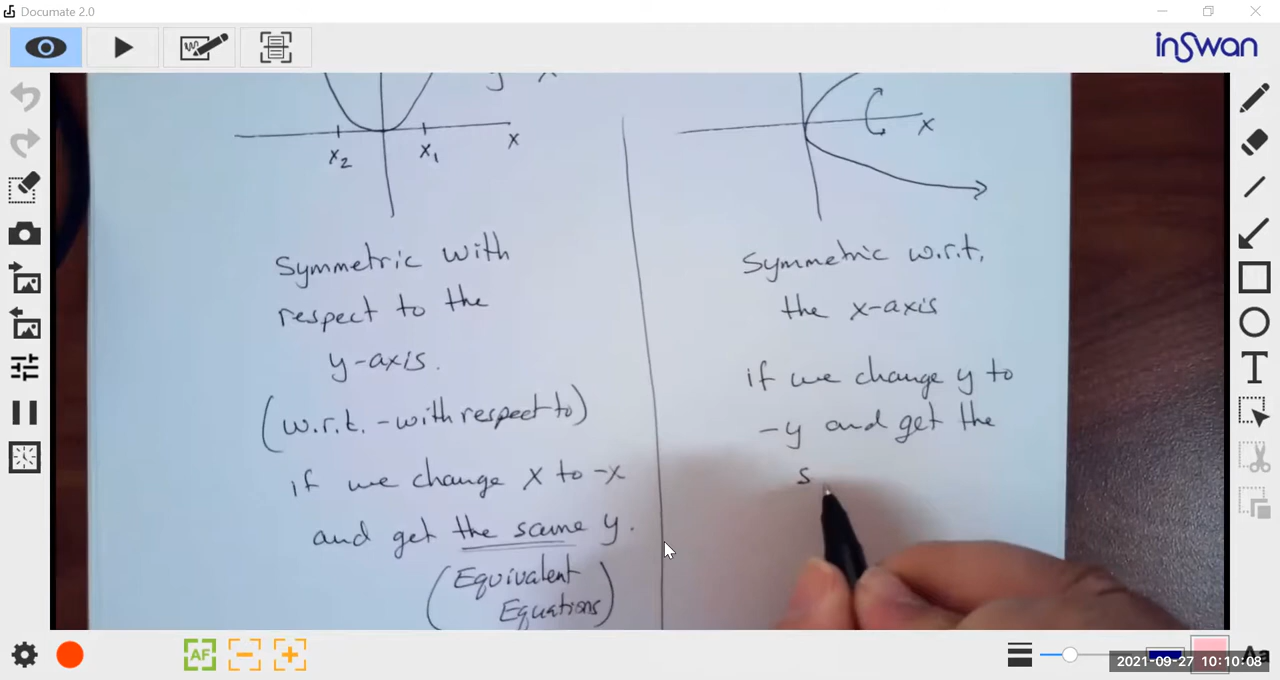 Documate 2.0
inSwan
x
x₂
x₁
x
Symmetric with
respect to the
y-axis.
(w.r.t. - with respect to)
if we change x to -x
and get the same y.
(Equivalent
Equations)
Symmetric w.r.t.
the x-axis
if we change y to
-y and get the
s
T
AF
Aa
2021-09-27 10:10:08